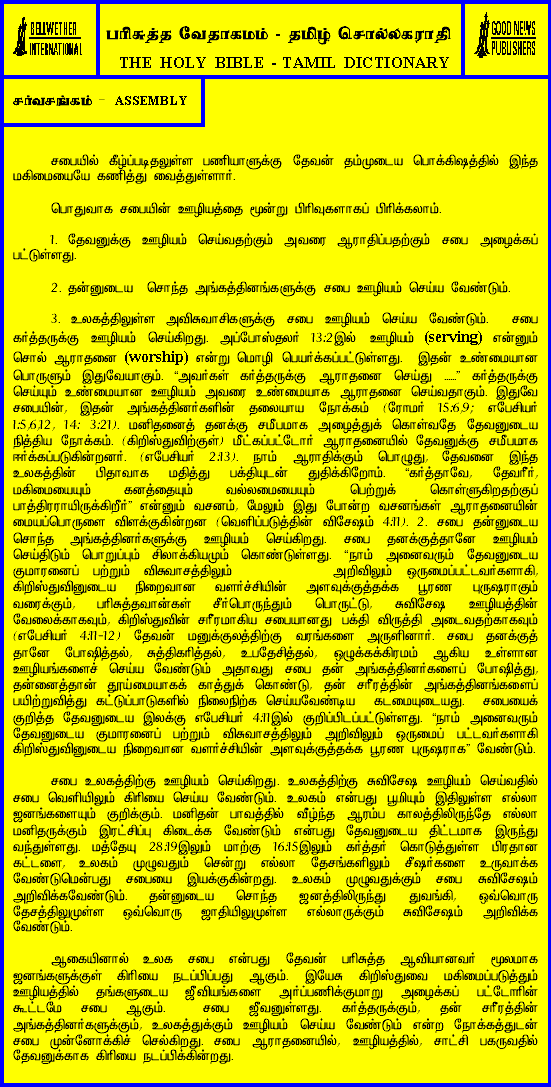 BELLWETHER
INTERNATIONAL
பரிசுத்த வேதாகமம் - தமிழ் சொல்லகராதி
THE HOLY BIBLE - TAMIL DICTIONARY
GOOD NEWS
PUBLISHERS
சர்வசங்கம் - ASSEMBLY
சபையில் கீழ்ப்படிதலுள்ள பணியாளுக்கு தேவன் தம்முடைய பொக்கிஷத்தில் இந்த
மகிமையையே கணித்து வைத்துள்ளார்.
பொதுவாக சபையின் ஊழியத்தை மூன்று பிரிவுகளாகப் பிரிக்கலாம்.
1. தேவனுக்கு ஊழியம் செய்வதற்கும் அவரை ஆராதிப்பதற்கும் சபை அழைக்கப்
பட்டுள்ளது.
2. தன்னுடைய சொந்த அங்கத்தினங்களுக்கு சபை ஊழியம் செய்ய வேண்டும்.
3. உலகத்திலுள்ள அவிசுவாசிகளுக்கு சபை ஊழியம் செய்ய வேண்டும். சபை
கர்த்தருக்கு ஊழியம் செய்கிறது. அப்போஸ்தலர் 13:2இல் ஊழியம் (serving) என்னும்
சொல் ஆராதனை (worship) என்று மொழி பெயர்க்கப்பட்டுள்ளது. இதன் உண்மையான
பொருளும் இதுவேயாகும். “அவர்கள் கர்த்தருக்கு ஆராதனை செய்து ......” கர்த்தருக்கு
செய்யும் உண்மையான ஊழியம் அவரை உண்மையாக ஆராதனை செய்வதாகும். இதுவே
சபையின், இதன் அங்கத்தினர்களின் தலையாய நோக்கம் (ரோமர் 15:6,9; எபேசியர்
1:5,6,12, 14; 3:21). மனிதனைத் தனக்கு சமீபமாக அழைத்துக் கொள்வதே தேவனுடைய
நித்திய நோக்கம். (கிறிஸ்துவிற்குள்) மீட்கப்பட்டோர் ஆராதனையில் தேவனுக்கு சமீபமாக
ஈர்க்கப்படுகின்றனர். (எபேசியர் 2:13). நாம் ஆராதிக்கும் பொழுது, தேவனை இந்த
உலகத்தின் பிதாவாக மதித்து பக்தியுடன் துதிக்கிறோம். “கர்த்தாவே, தேவரீர்,
மகிமையையும் கனத்தையும் வல்லமையையும் பெற்றுக் கொள்ளுகிறதற்குப்
பாத்திரராயிருக்கிறீர்” என்னும் வசனம், மேலும் இது போன்ற வசனங்கள் ஆராதனையின்
மையப்பொருளை விளக்குகின்றன (வெளிப்படுத்தின விசேஷம் 4:11). 2. சபை தன்னுடைய
சொந்த அங்கத்தினர்களுக்கு ஊழியம் செய்கிறது. சபை தனக்குத்தானே ஊழியம்
செய்திடும் பொறுப்பும் சிலாக்கியமும் கொண்டுள்ளது. “நாம் அனைவரும் தேவனுடைய
குமாரனைப் பற்றும் விசுவாசத்திலும் அறிவிலும் ஒருமைப்பட்டவர்களாகி,
கிறிஸ்துவினுடைய நிறைவான வளர்ச்சியின் அளவுக்குத்தக்க பூரண புருஷராகும்
வரைக்கும், பரிசுத்தவான்கள் சீர்பொருந்தும் பொருட்டு, சுவிசேஷ ஊழியத்தின்
வேலைக்காகவும், கிறிஸ்துவின் சரீரமாகிய சபையானது பக்தி விருத்தி அடைவதற்காகவும்
(எபேசியர் 4:11-12) தேவன் மனுக்குலத்திற்கு வரங்களை அருளினார். சபை தனக்குத்
தானே போஷித்தல், சுத்திகரித்தல், உபதேசித்தல், ஒழுக்கக்கிரமம் ஆகிய உள்ளான
ஊழியங்களைச் செய்ய வேண்டும் அதாவது சபை தன் அங்கத்தினர்களைப் போஷித்து,
தன்னைத்தான் தூய்மையாகக் காத்துக் கொண்டு, தன் சரீரத்தின் அங்கத்தினங்களைப்
பயிற்றுவித்து கட்டுப்பாடுகளில் நிலைநிற்க செய்யவேண்டிய கடமையுடையது. சபையைக்
குறித்த தேவனுடைய இலக்கு எபேசியர் 4:11இல் குறிப்பிடப்பட்டுள்ளது. “நாம் அனைவரும்
தேவனுடைய குமாரனைப் பற்றும் விசுவாசத்திலும் அறிவிலும் ஒருமைப் பட்டவர்களாகி
கிறிஸ்துவினுடைய நிறைவான வளர்ச்சியின் அளவுக்குத்தக்க பூரண புருஷராக” வேண்டும்.
சபை உலகத்திற்கு ஊழியம் செய்கிறது. உலகத்திற்கு சுவிசேஷ ஊழியம் செய்வதில்
சபை வெளியிலும் கிரியை செய்ய வேண்டும். உலகம் என்பது பூமியும் இதிலுள்ள எல்லா
ஜனங்களையுப் குறிக்கும். மனிதன் பாவத்தில் வீழ்ந்த ஆரம்ப காலத்திலிருந்தே எல்லா
மனிதருக்கும் இரட்சிப்பு கிடைக்க வேண்டும் என்பது தேவனுடைய திட்டமாக இருந்து
வந்துள்ளது. மத்தேயு 28:19இலும் மாற்கு 16:15இலும் கர்த்தர் கொடுத்துள்ள பிரதான
கட்டளை, உலகம் முழுவதும் சென்று எல்லா தேசங்களிலும் சீஷர்களை உருவாக்க
வேண்டுமென்பது சபையை இயக்குகின்றது. உலகம் முழுவதுக்கும் சபை சுவிசேஷம்
அறிவிக்கவேண்டும். தன்னுடைய சொந்த ஜனத்திலிருந்து துவங்கி, ஒவ்வொரு
தேசத்திலுமுள்ள ஒவ்வொரு ஜாதியிலுமுள்ள எல்லாருக்கும் சுவிசேஷம் அறிவிக்க
வேண்டும்.
ஆகையினால் உலக சபை என்பது தேவன் பரிசுத்த ஆவியானவர் மூலமாக
ஜனங்களுக்குள் கிரியை நடப்பிப்பது ஆகும். இயேசு கிறிஸ்துவை மகிமைப்படுத்தும்
ஊழியத்தில் தங்களுடைய ஜீவியங்களை அர்ப்பணிக்குமாறு அழைக்கப் பட்டோரின்
கூட்டமே சபை ஆகும். சபை ஜீவனுள்ளது. கர்த்தருக்கும், தன் சரீரத்தின்
அங்கத்தினர்களுக்கும், உலகத்துக்கும் ஊழியம் செய்ய வேண்டும் என்ற நோக்கத்துடன்
சபை முன்னோக்கிச் செல்கிறது. சபை ஆராதனையில், ஊழியத்தில், சாட்சி பகருவதில்
தேவனுக்காக கிரியை நடப்பிக்கின்றது.